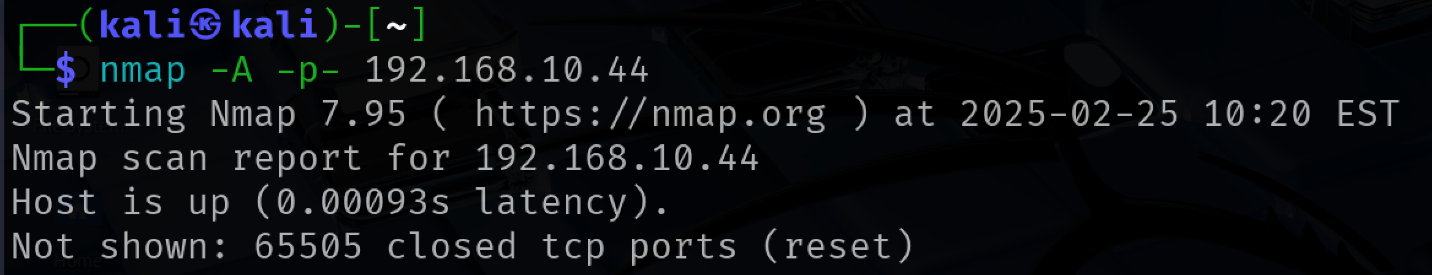 ┌──(kali㉿kali)-[~]
└─$ nmap -A -p- 192.168.10.44
Starting Nmap 7.95 ( https://nmap.org ) at 2025-02-25 10:20 EST
Nmap scan report for 192.168.10.44
Host is up (0.00093s latency).
Not shown: 65505 closed tcp ports (reset)